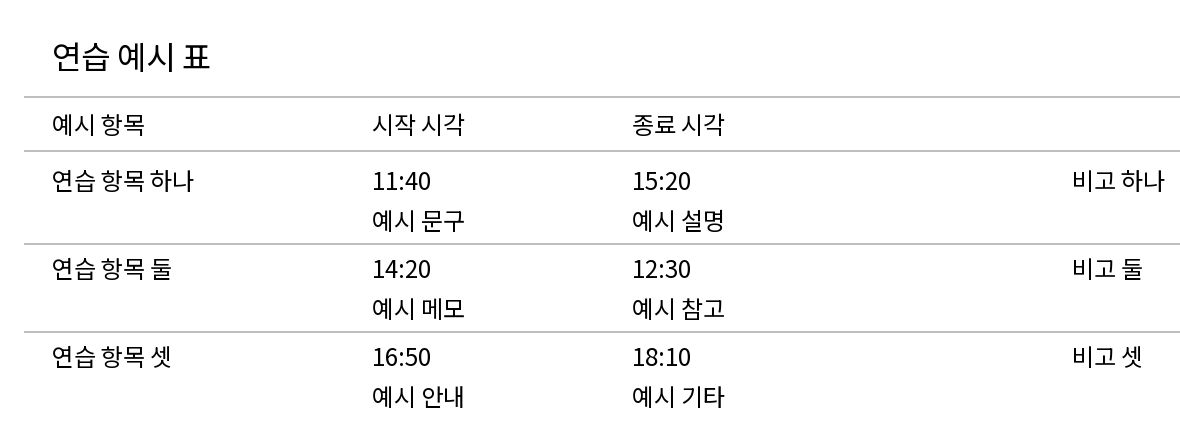 연습 예시 표
예시 항목 시작 시각 종료 시각
연습 항목 하나 11:40 15:20 비고 하나
예시 문구 예시 설명
연습 항목 둘 14:20 12:30 비고 둘
예시 메모 예시 참고
연습 항목 셋 16:50 18:10 비고 셋
예시 안내 예시 기타